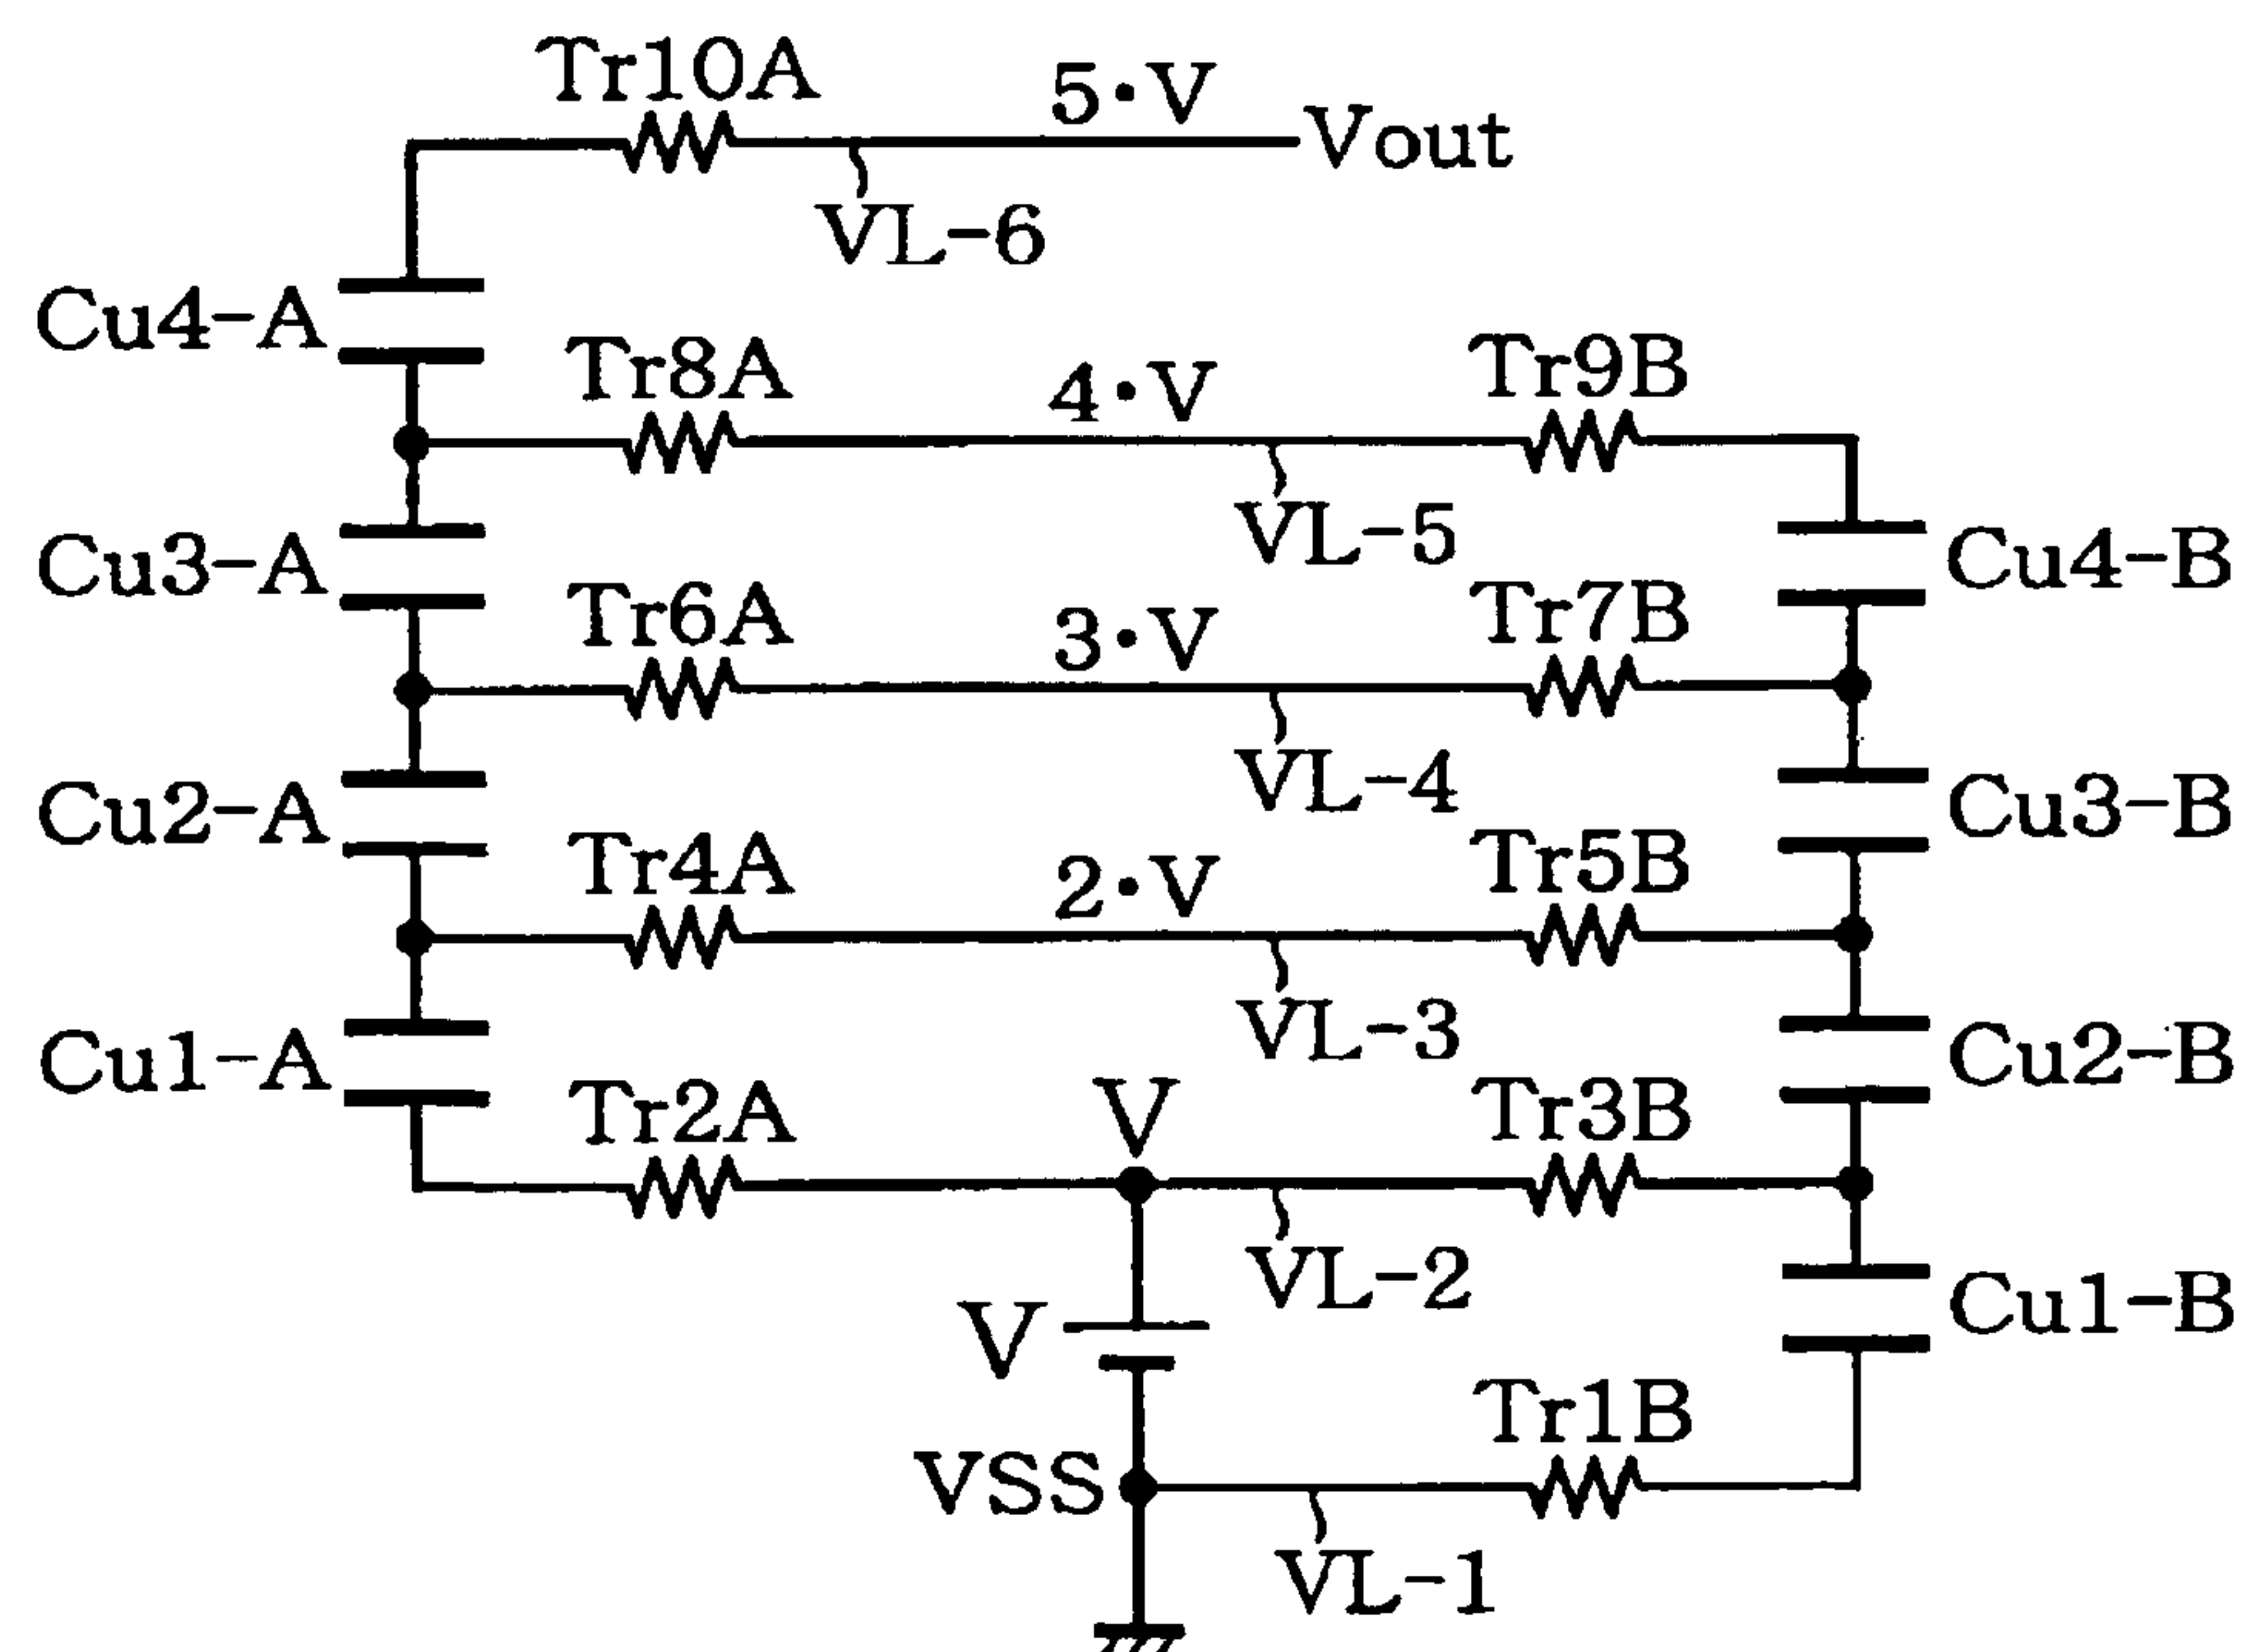 Tr10A
5·V
Vout
VL-6
Cu4-A
Tr8A
4·V
Tr9B
VL-5
Cu3-A
Cu4-B
Tr6A
3·V
Tr7B
VL-4
Cu2-A
Cu3-B
Tr4A
2·V
Tr5B
VL-3
Cu1-A
Cu2-B
Tr2A
V
Tr3B
VL-2
V
Cu1-B
VSS
Tr1B
VL-1